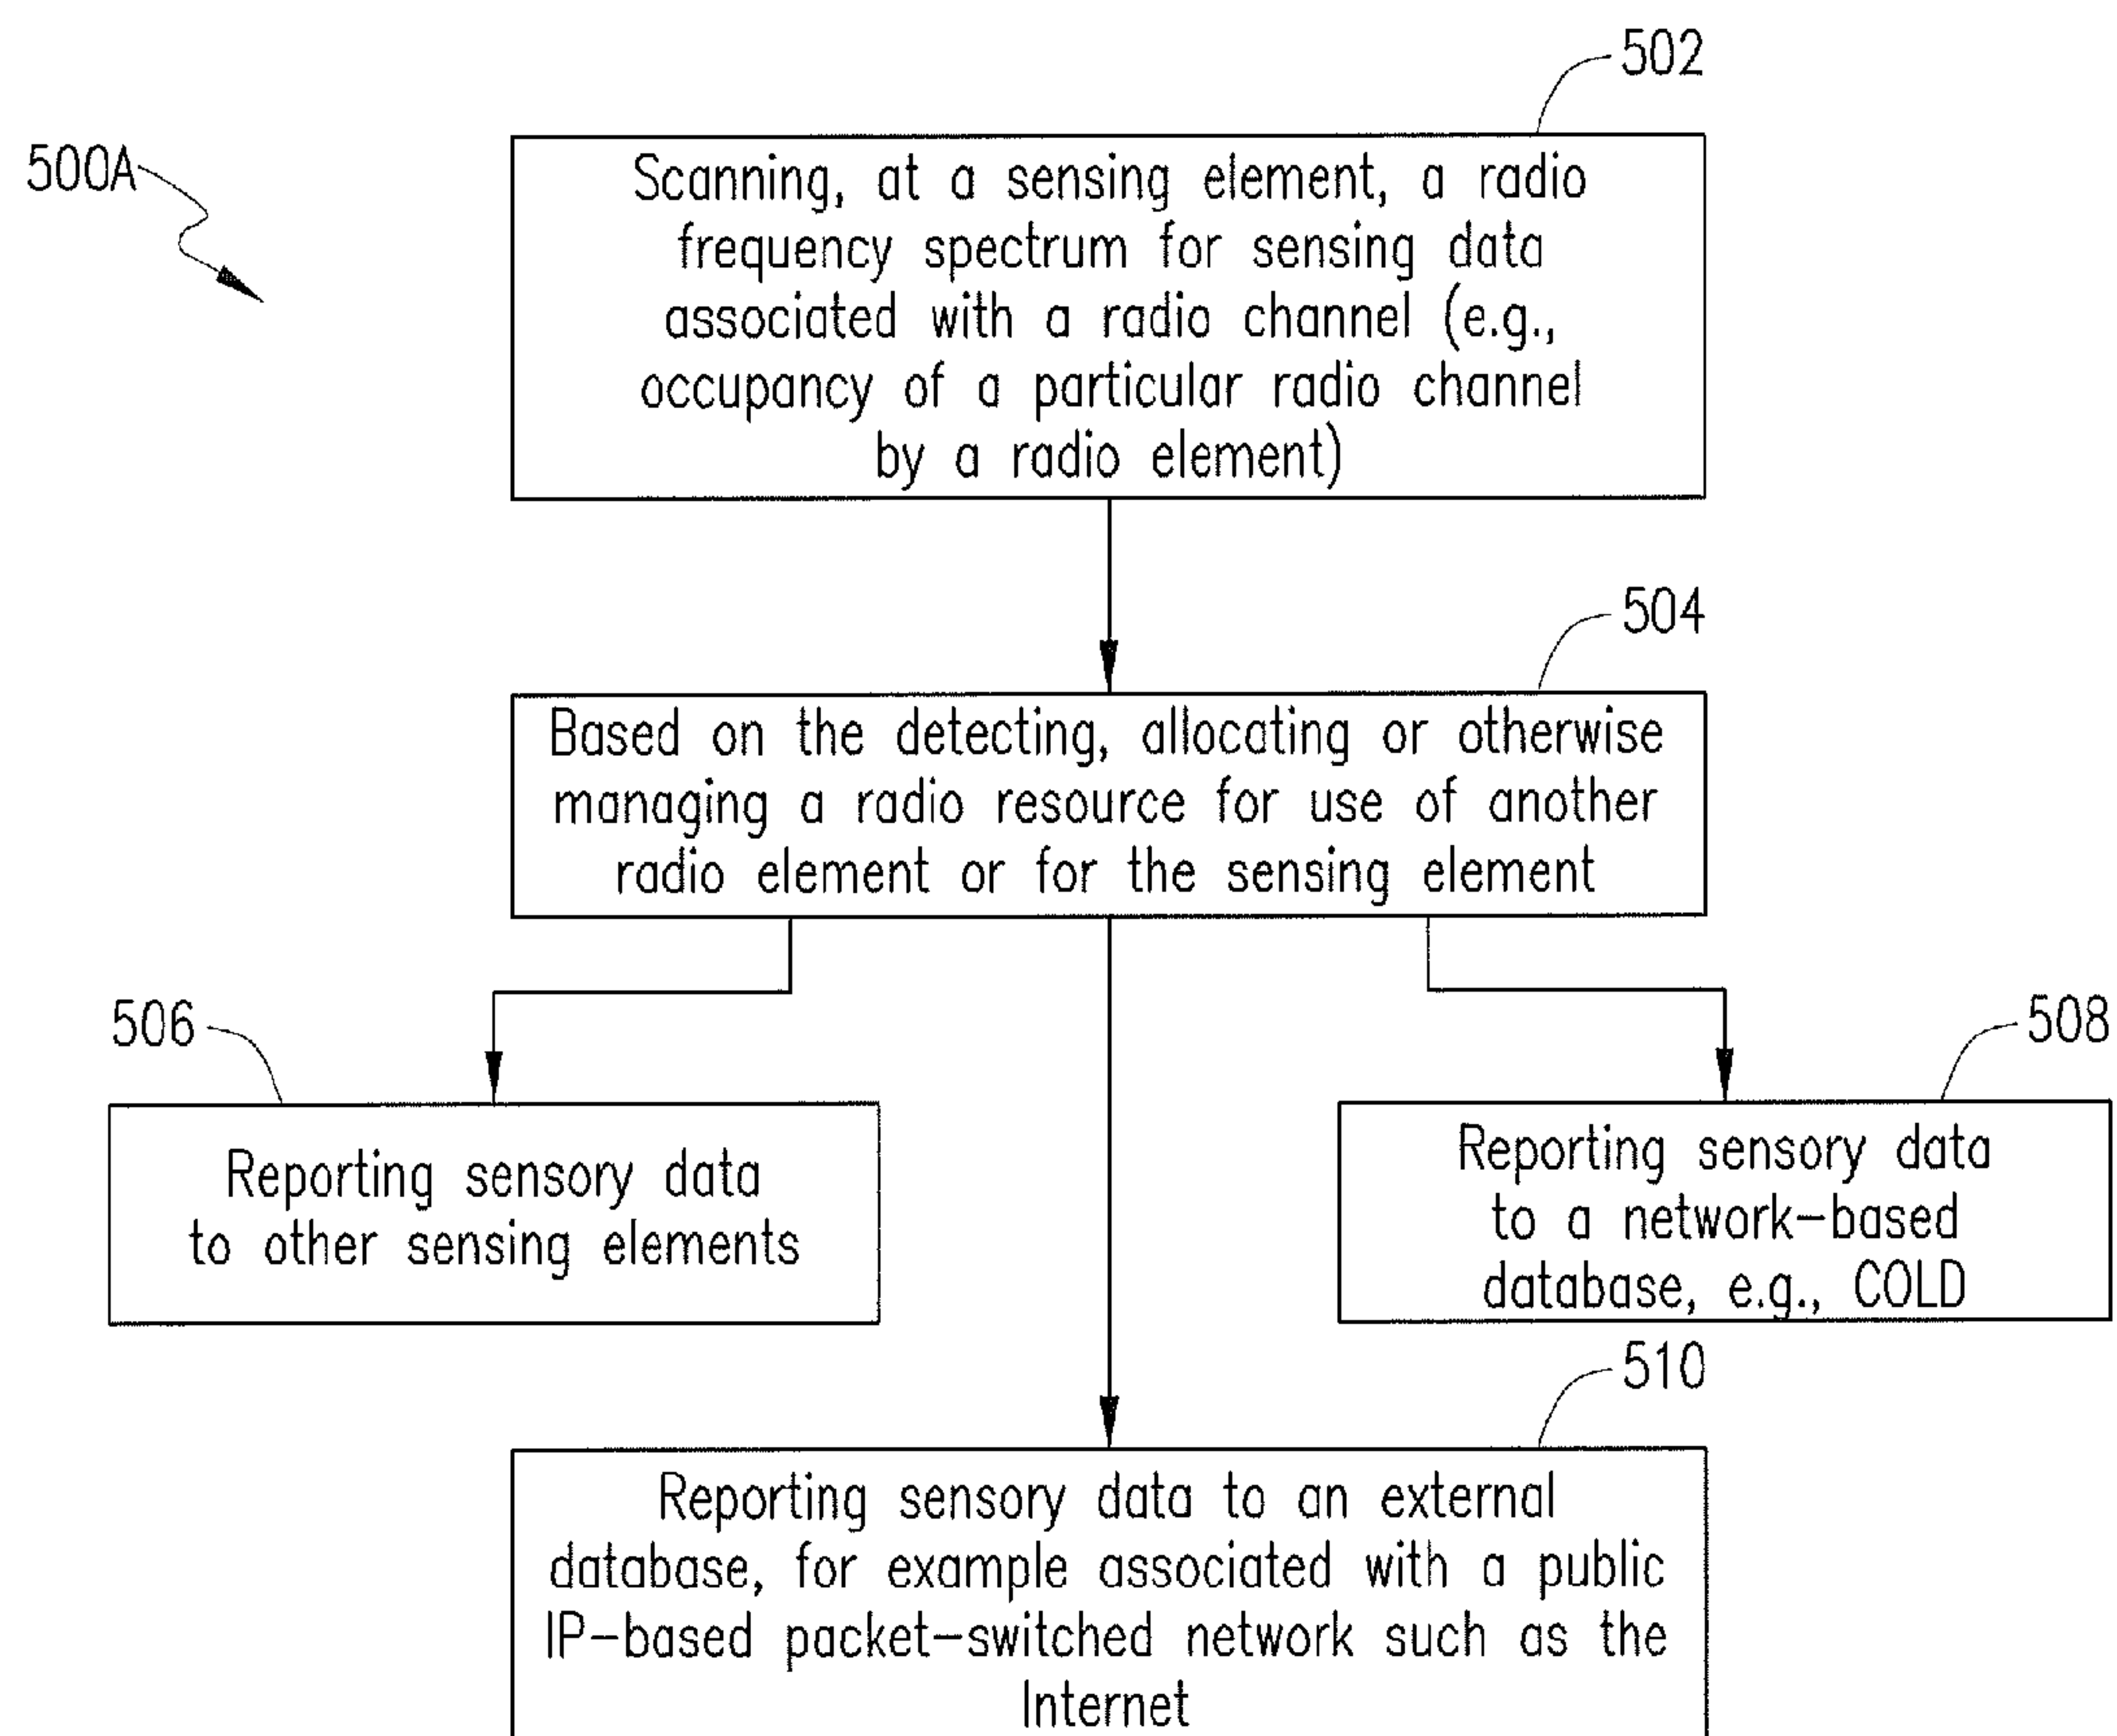 502
500A
Scanning, at a sensing element, a radio
frequency spectrum for sensing data
associated with a radio channel (e.g.,
occupancy of a particular radio channel
by a radio element)
504
Based on the detecting, allocating or otherwise
managing a radio resource for use of another
radio element or for the sensing element
506
508
Reporting sensory data
to other sensing elements
Reporting sensory data
to a network-based
database, e.g., COLD
510
Reporting sensory data to an external
database, for example associated with a public
IP-based packet-switched network such as the
Internet